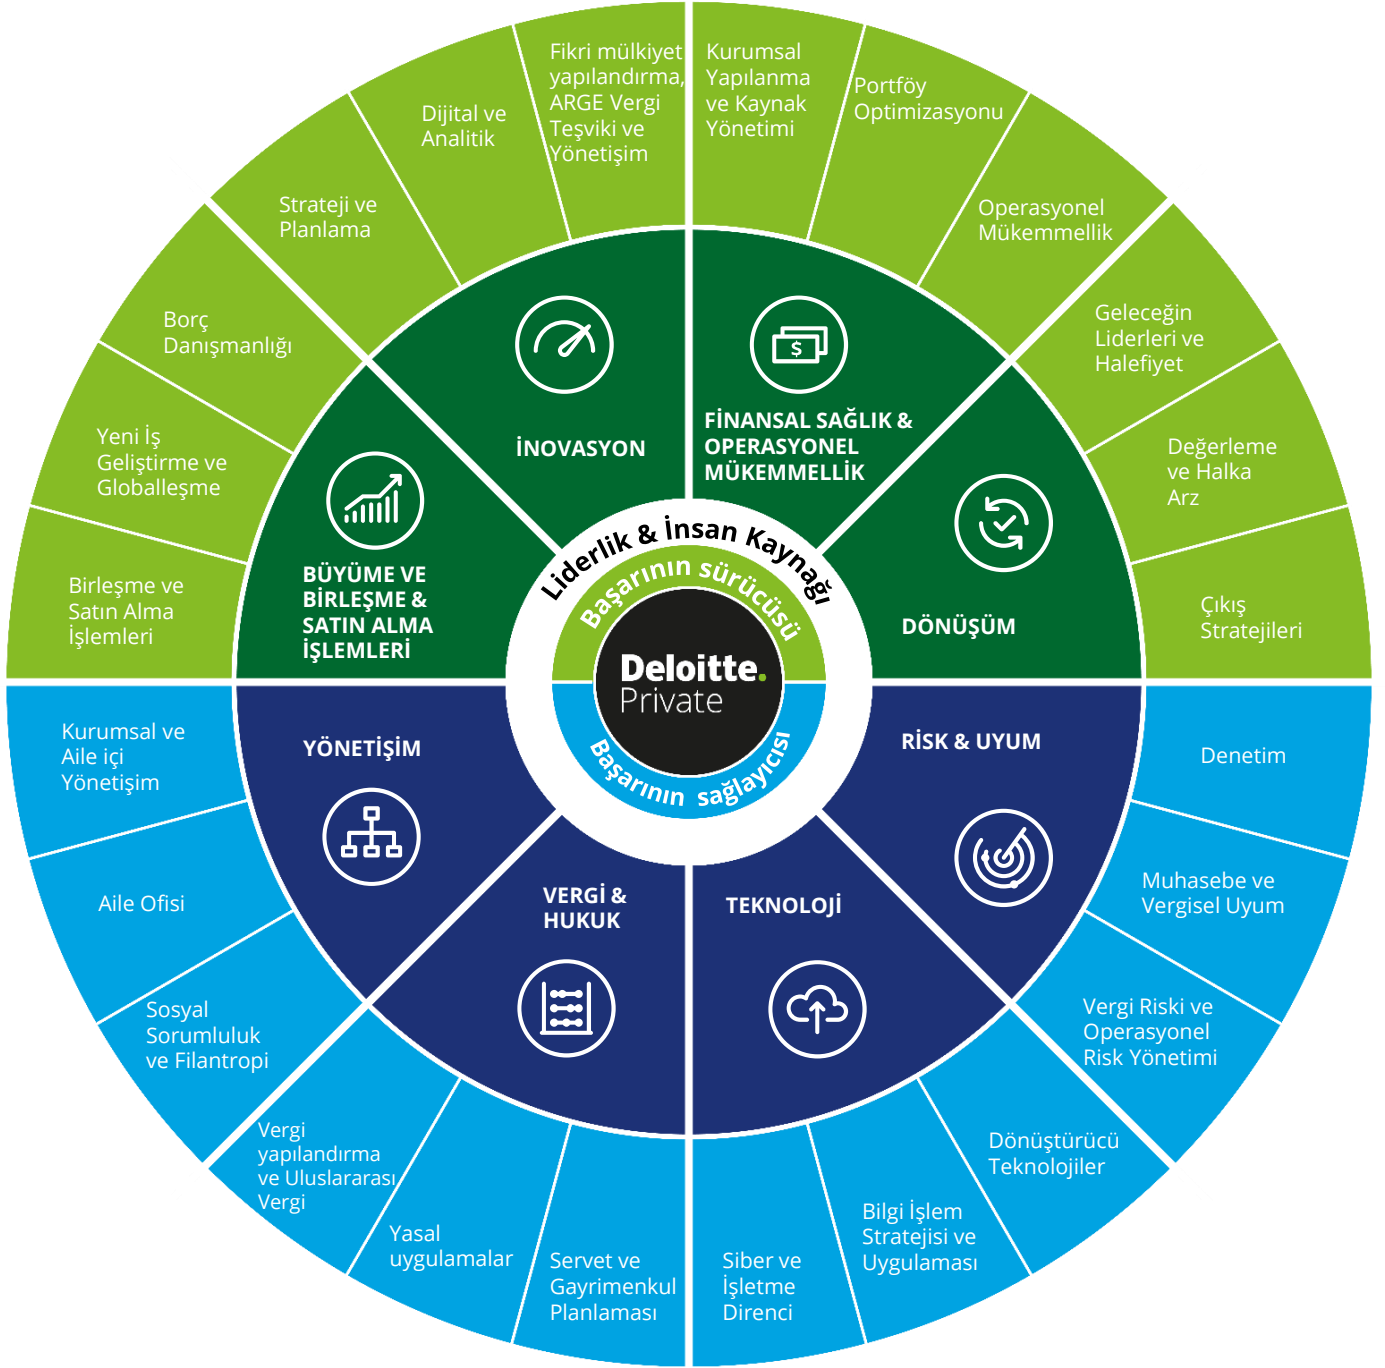 Fikri mülkiyet
yapılandırma,
ARGE Vergi
Teşviki ve
Yönetişim
Kurumsal
Yapılanma
ve Kaynak
Yönetimi
Portföy
Optimizasyonu
Operasyonel
Mükemmellik
Geleceğin
Liderleri ve
Halefiyet
Değerleme
ve Halka
Arz
Çıkış
Stratejileri
Dijital ve
Analitik
Strateji ve
Planlama
Borç
Danışmanlığı
Yeni İş
Geliştirme ve
Globalleşme
Birleşme ve
Satın Alma
İşlemleri
İNOVASYON
FİNANSAL SAĞLIK &
OPERASYONEL
MÜKEMMELLİK
BÜYÜME VE
BİRLEŞME &
SATIN ALMA
İŞLEMLERİ
DÖNÜŞÜM
$
Liderlik & İnsan Kaynağı
Başarının sürücüsü
Deloitte.
Private
Başarının sağlayıcısı
YÖNETİŞİM
RİSK & UYUM
VERGİ &
HUKUK
TEKNOLOJİ
Kurumsal ve
Aile içi
Yönetişim
Aile Ofisi
Sosyal
Sorumluluk
ve Filantropi
Vergi
yapılandırma
ve Uluslararası
Vergi
Yasal
uygulamalar
Servet ve
Gayrimenkul
Planlaması
Siber ve
İşletme
Direnci
Bilgi İşlem
Stratejisi ve
Uygulaması
Dönüştürücü
Teknolojiler
Vergi Riski ve
Operasyonel
Risk Yönetimi
Muhasebe ve
Vergisel Uyum
Denetim